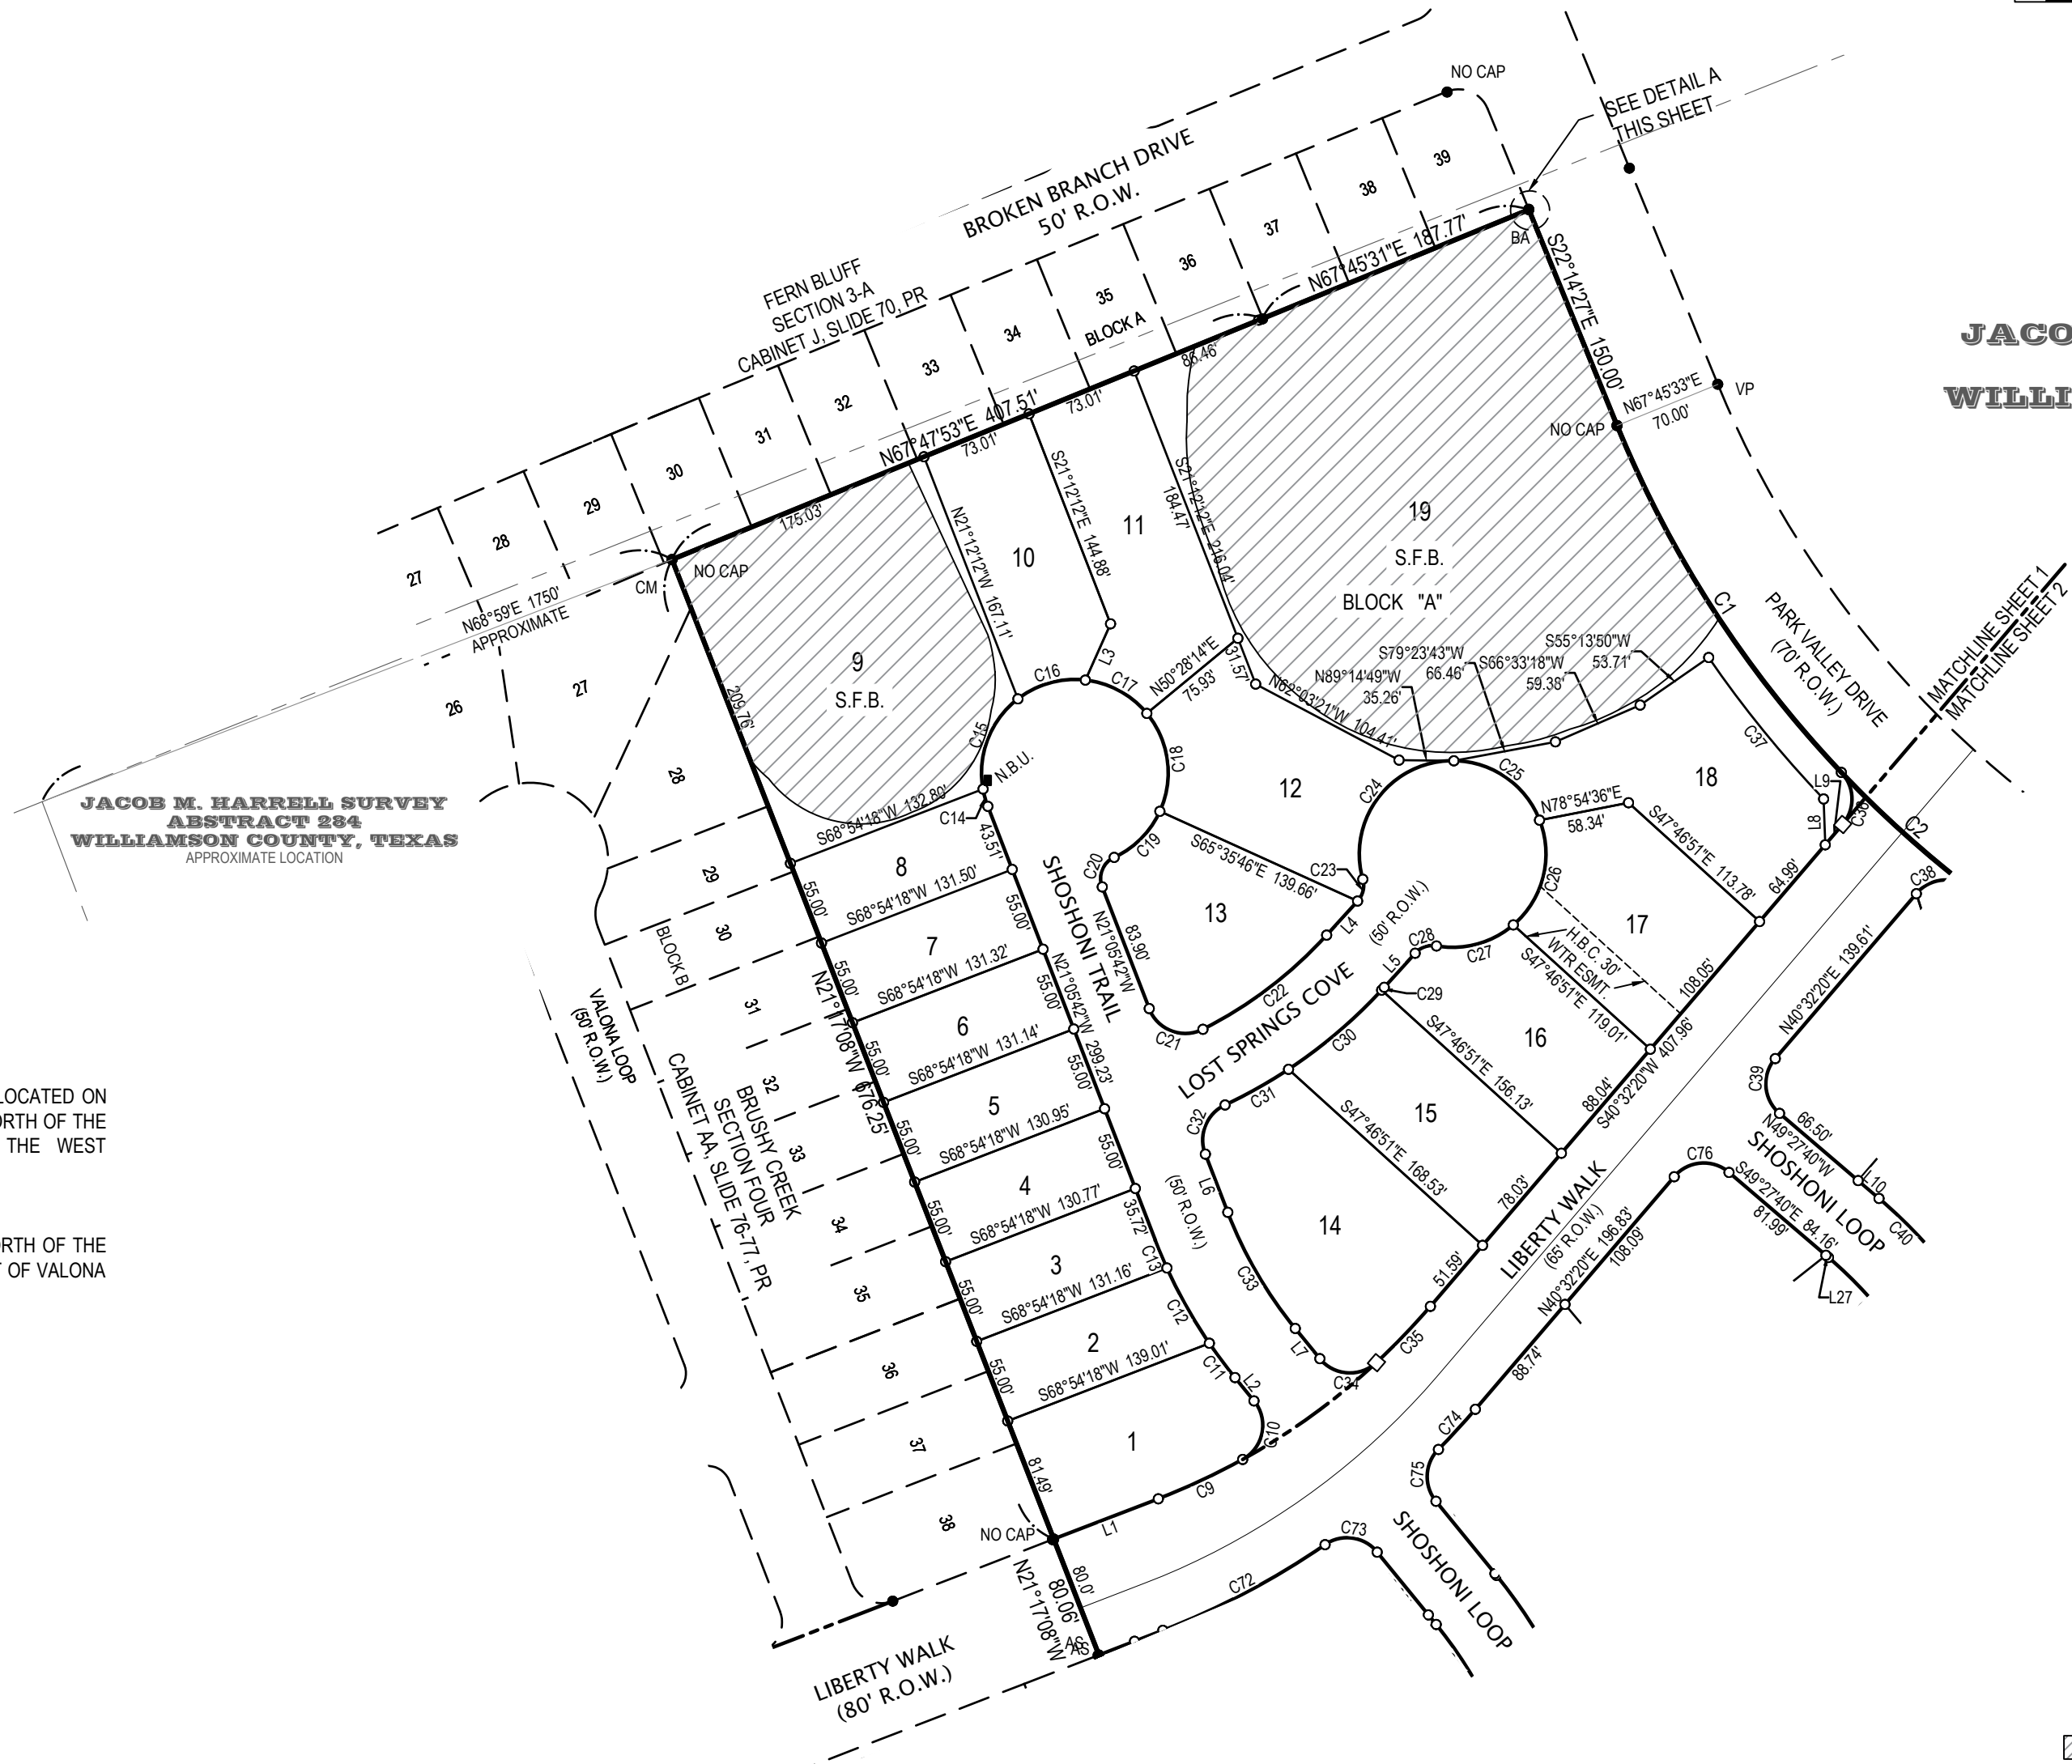 NO CAP
SEE DETAIL A
THIS SHEET
BROKEN BRANCH DRIVE
50' R.O.W.
FERN BLUFF
SECTION 3-A
CABINET J, SLIDE 70, PR
BLOCK A
27
28
29
30
31
32
33
34
35
36
37
38
39
N67°45'31"E 187.77'
BA
S22°14'27"E 150.00'
N67°45'33"E
70.00'
VP
NO CAP
JACO
WILLI
N67°47'53"E 407.51'
175.03'
73.01'
73.01'
86.46'
NO CAP
CM
N68°59'E 1750'
APPROXIMATE
JACOB M. HARRELL SURVEY
ABSTRACT 284
WILLIAMSON COUNTY, TEXAS
APPROXIMATE LOCATION
26
27
28
29
30
31
32
33
34
35
36
37
38
BLOCK B
VALONA LOOP
(50' R.O.W.)
BRUSHY CREEK
SECTION FOUR
CABINET AA, SLIDE 76-77, PR
LOCATED ON
ORTH OF THE
THE WEST
ORTH OF THE
T OF VALONA
9
S.F.B.
209.76'
N21°12'12"W 167.11'
10
S21°12'12"E 144.88'
11
S21°12'12"E 216.04'
184.47'
31.57'
L3
C16
C17
C15
C18
N.B.U.
C14
C19
C20
N50°28'14"E
75.93'
19
S.F.B.
BLOCK "A"
N62°03'21"W 104.41'
N89°14'49"W
35.26'
S79°23'43"W
66.46'
S66°33'18"W
59.38'
S55°13'50"W
53.71'
C1
PARK VALLEY DRIVE
(70' R.O.W.)
MATCHLINE SHEET 1
MATCHLINE SHEET 2
C37
L9
L8
C36
C2
18
N78°54'36"E
58.34'
S47°46'51"E 113.78'
64.99'
C24
C25
C26
C23
12
S65°35'46"E 139.66'
13
L4
C22
C21
N21°05'42"W
83.90'
(50' R.O.W.)
C28
C27
L5
C29
C30
C31
C32
17
H.B.C. 30'
WTR ESMT.
S47°46'51"E 119.01'
108.05'
16
S47°46'51"E 156.13'
88.04'
S40°32'20"W 407.96'
15
S47°46'51"E 168.53'
78.03'
14
51.59'
LOST SPRINGS COVE
SHOSHONI TRAIL
N21°05'42"W 299.23'
43.51'
55.00'
55.00'
55.00'
55.00'
35.72'
C13
C12
C11
L2
C10
L6
(50' R.O.W.)
C33
L7
C34
C35
S68°54'18"W 132.80'
8
S68°54'18"W 131.50'
7
S68°54'18"W 131.32'
6
S68°54'18"W 131.14'
5
S68°54'18"W 130.95'
4
S68°54'18"W 130.77'
3
S68°54'18"W 131.16'
2
S68°54'18"W 139.01'
1
55.00'
55.00'
55.00'
55.00'
55.00'
55.00'
55.00'
81.49'
N21°17'08"W 676.25'
L1
C9
NO CAP
80.0'
80.06'
N21°17'08"W
AS
AS
LIBERTY WALK
(80' R.O.W.)
LIBERTY WALK
(65' R.O.W.)
C38
N40°32'20"E 139.61'
C39
66.50'
N49°27'40"W
L10
C40
SHOSHONI LOOP
C76
S49°27'40"E 84.16'
81.99'
L27
N40°32'20"E 196.83'
108.09'
88.74'
C74
C75
SHOSHONI LOOP
C73
C72